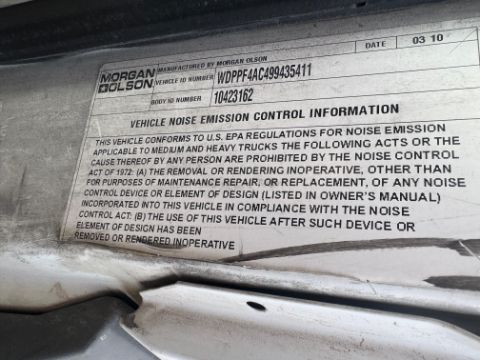 MORGAN OLSON
MANUFACTURED BY MORGAN OLSON
DATE 03 10
VEHICLE ID NUMBER WDPPF4AC499435411
BODY ID NUMBER 10423162
VEHICLE NOISE EMISSION CONTROL INFORMATION
THIS VEHICLE CONFORMS TO U.S. EPA REGULATIONS FOR NOISE EMISSION
APPLICABLE TO MEDIUM AND HEAVY TRUCKS THE FOLLOWING ACTS OR THE
CAUSE THEREOF BY ANY PERSON ARE PROHIBITED BY THE NOISE CONTROL
ACT OF 1972: (A) THE REMOVAL OR RENDERING INOPERATIVE, OTHER THAN
FOR PURPOSES OF MAINTENANCE REPAIR, OR REPLACEMENT, OF ANY NOISE
CONTROL DEVICE OR ELEMENT OF DESIGN (LISTED IN OWNER'S MANUAL)
INCORPORATED INTO THIS VEHICLE IN COMPLIANCE WITH THE NOISE
CONTROL ACT: (B) THE USE OF THIS VEHICLE AFTER SUCH DEVICE OR
ELEMENT OF DESIGN HAS BEEN
REMOVED OR RENDERED INOPERATIVE